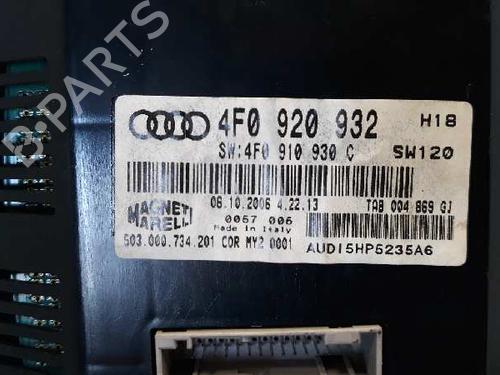 B-PARTS
4F0 920 932 H18
SW:4F0 910 930 C SW120
06.10.2006 4.22.13 TAB 004 869 GJ
MAGNETI MARELLI
0057 006
Made in Italy
503.000.734.201 COR MY2 0001 AUDI5HP5235A6